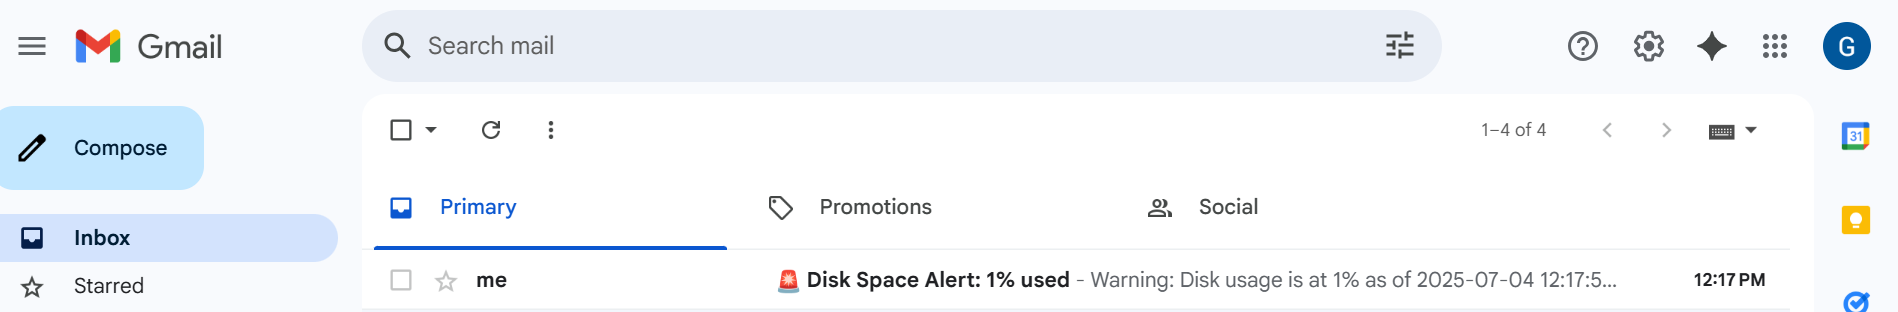 Gmail
Search mail
G
Compose
1–4 of 4
31
Primary
Promotions
Social
Inbox
Starred
me
🚨 Disk Space Alert: 1% used - Warning: Disk usage is at 1% as of 2025-07-04 12:17:5...
12:17 PM